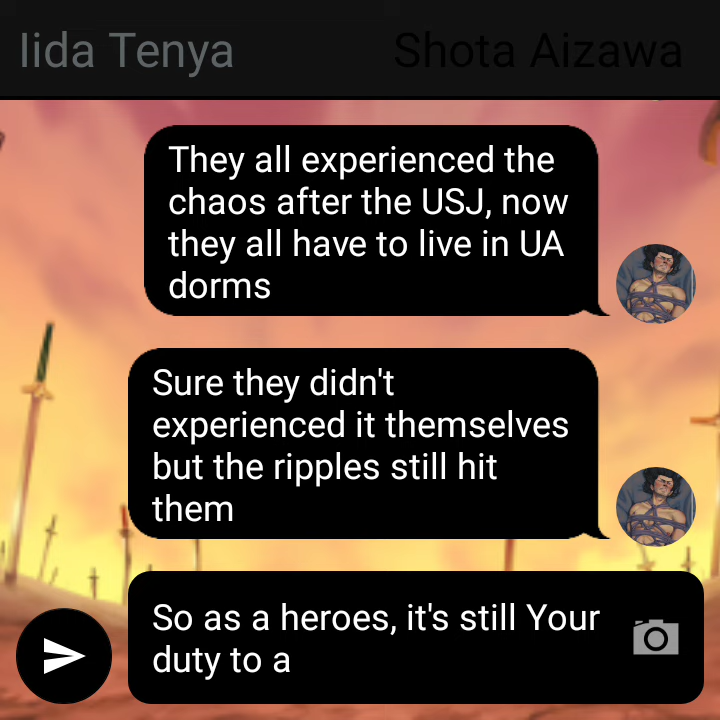 Iida Tenya Shota Aizawa
They all experienced the
chaos after the USJ, now
they all have to live in UA
dorms
Sure they didn't
experienced it themselves
but the ripples still hit
them
So as a heroes, it's still Your
duty to a